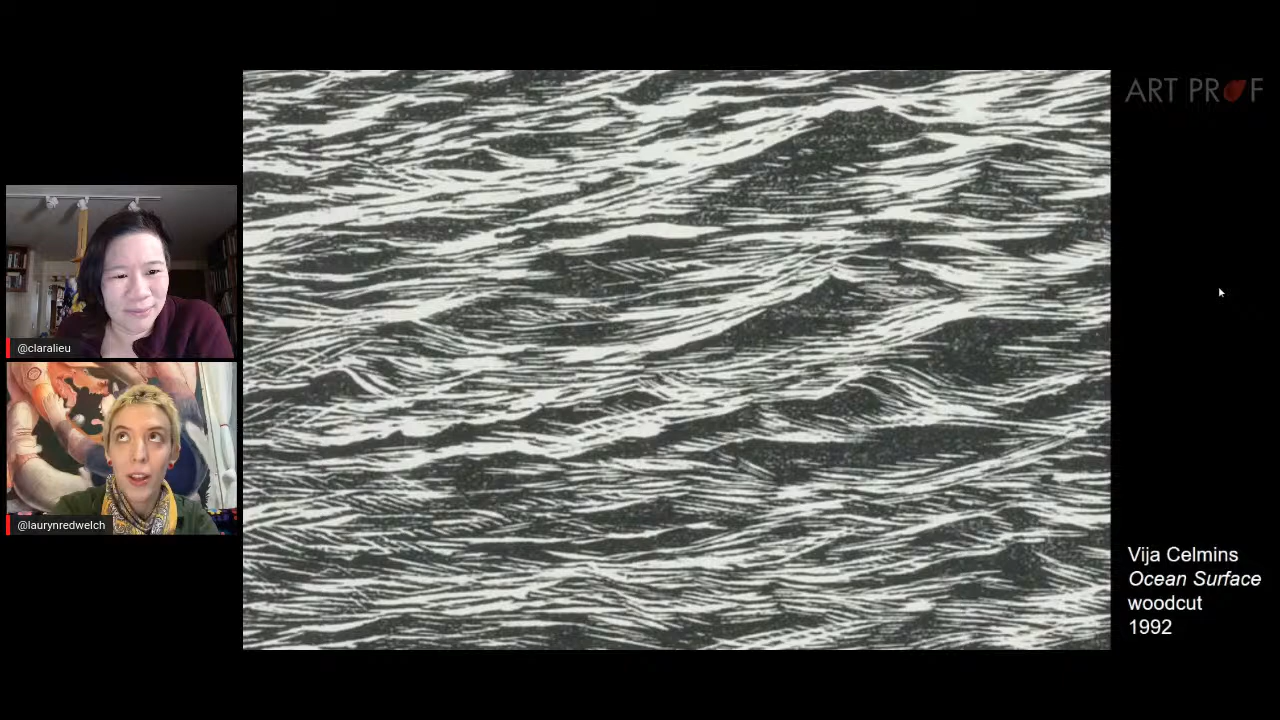 ART PROF
@claralieu
@laurynredwelch
Vija Celmins
Ocean Surface
woodcut
1992